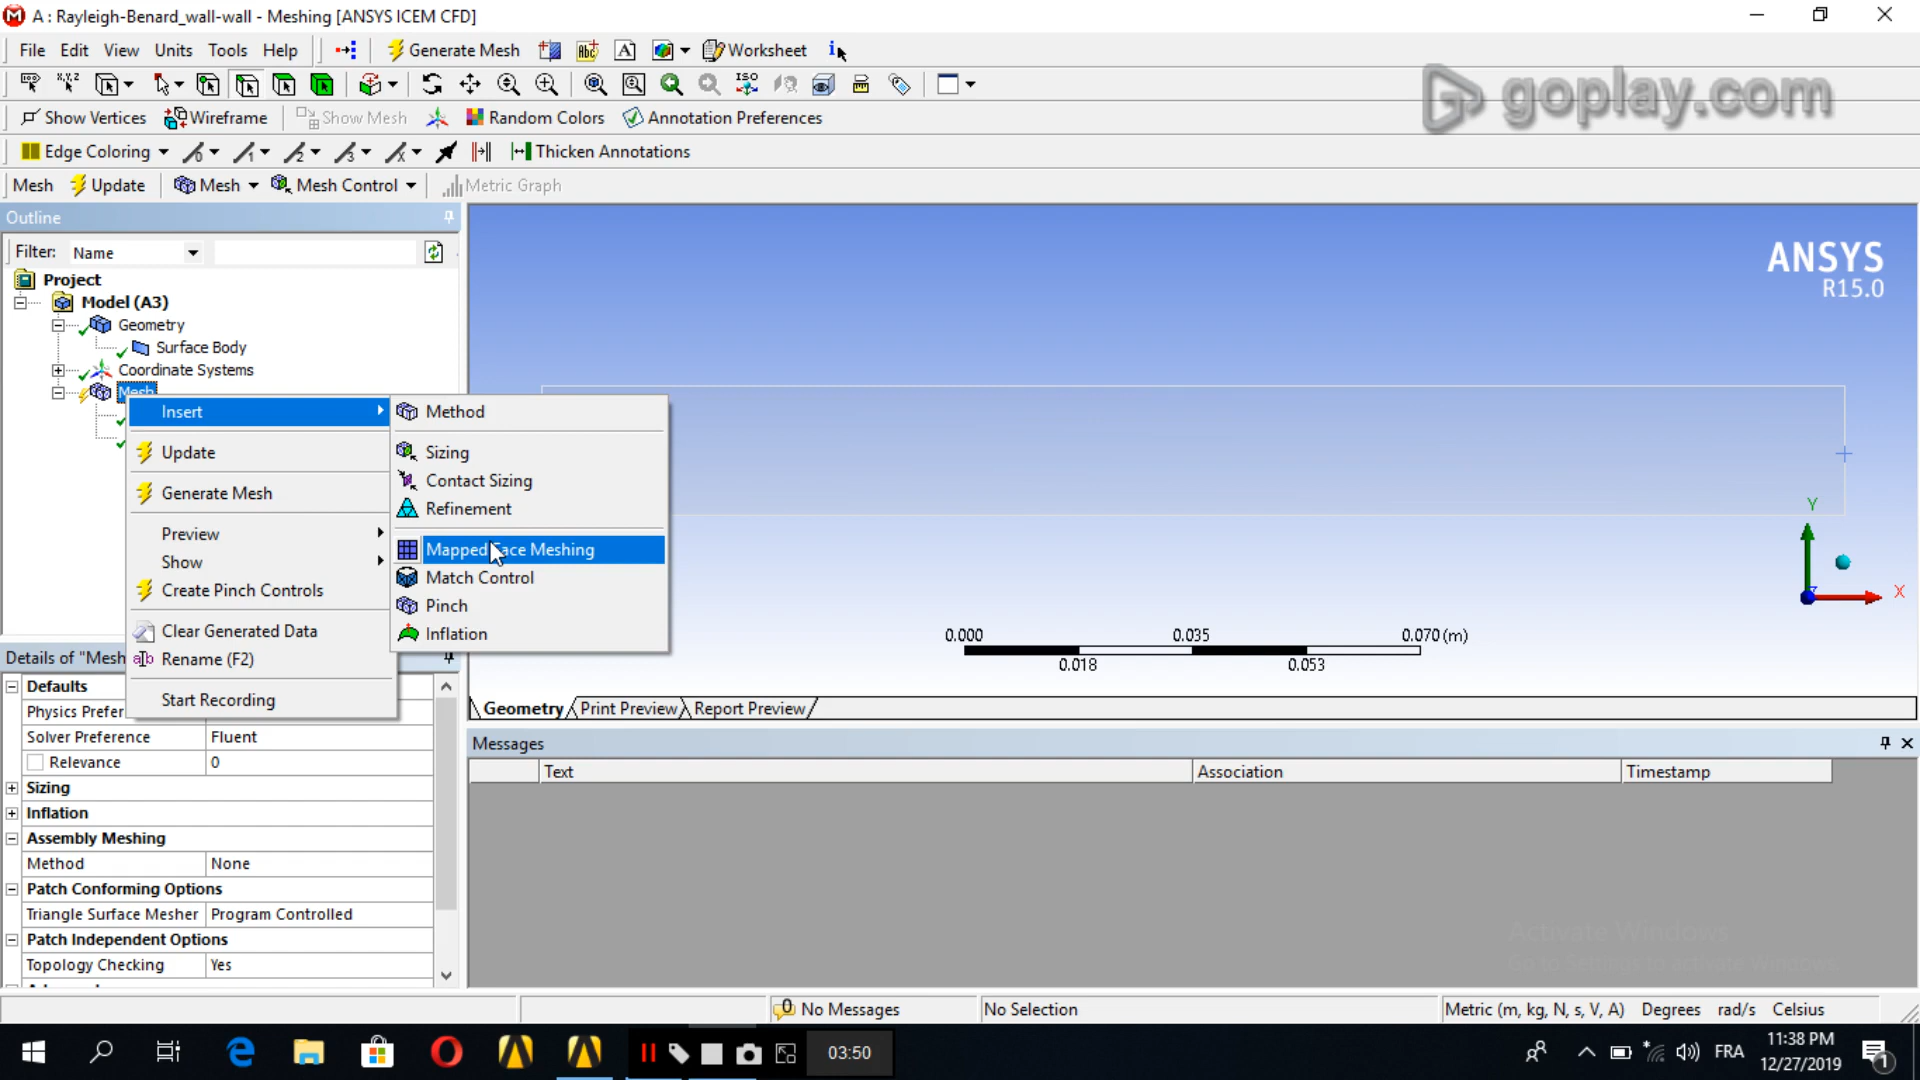 A : Rayleigh-Benard_wall-wall - Meshing [ANSYS ICEM CFD]
File Edit View Units Tools Help Generate Mesh Worksheet
goplay.com
Show Vertices Wireframe Show Mesh Random Colors Annotation Preferences
Edge Coloring Thicken Annotations
Mesh Update Mesh Mesh Control Metric Graph
Outline
Filter: Name
Project
Model (A3)
Geometry
Surface Body
Coordinate Systems
Mesh
Insert
Update
Generate Mesh
Preview
Show
Create Pinch Controls
Clear Generated Data
Rename (F2)
Start Recording
Method
Sizing
Contact Sizing
Refinement
Mapped Face Meshing
Match Control
Pinch
Inflation
ANSYS
R15.0
Y
X
0.000 0.035 0.070 (m)
0.018 0.053
Geometry Print Preview Report Preview
Details of "Mesh
Defaults
Physics Prefer
Solver Preference Fluent
Relevance 0
Sizing
Inflation
Assembly Meshing
Method None
Patch Conforming Options
Triangle Surface Mesher Program Controlled
Patch Independent Options
Topology Checking Yes
Messages
Text Association Timestamp
Activate Windows
No Messages No Selection Metric (m, kg, N, s, V, A) Degrees rad/s Celsius
03:50
FRA
11:38 PM
12/27/2019
1